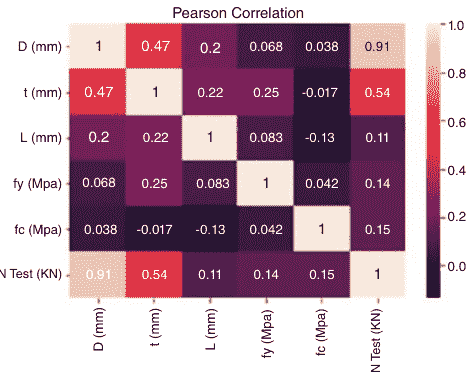 Pearson Correlation
D (mm) 1 0.47 0.2 0.068 0.038 0.91
t (mm) 0.47 1 0.22 0.25 -0.017 0.54
L (mm) 0.2 0.22 1 0.083 -0.13 0.11
fy (Mpa) 0.068 0.25 0.083 1 0.042 0.14
fc (Mpa) 0.038 -0.017 -0.13 0.042 1 0.15
N Test (KN) 0.91 0.54 0.11 0.14 0.15 1
D (mm) t (mm) L (mm) fy (Mpa) fc (Mpa) N Test (KN)
1.0
0.8
0.6
0.4
0.2
0.0